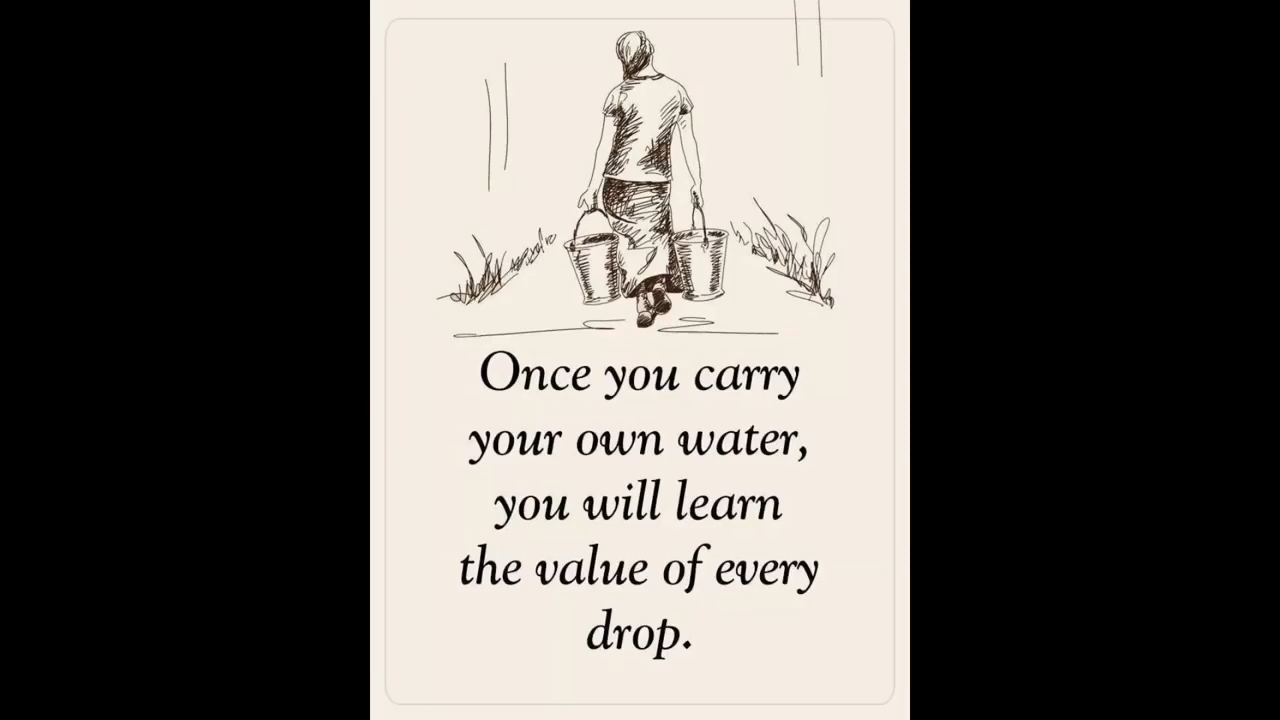 Once you carry
your own water,
you will learn
the value of every
drop.